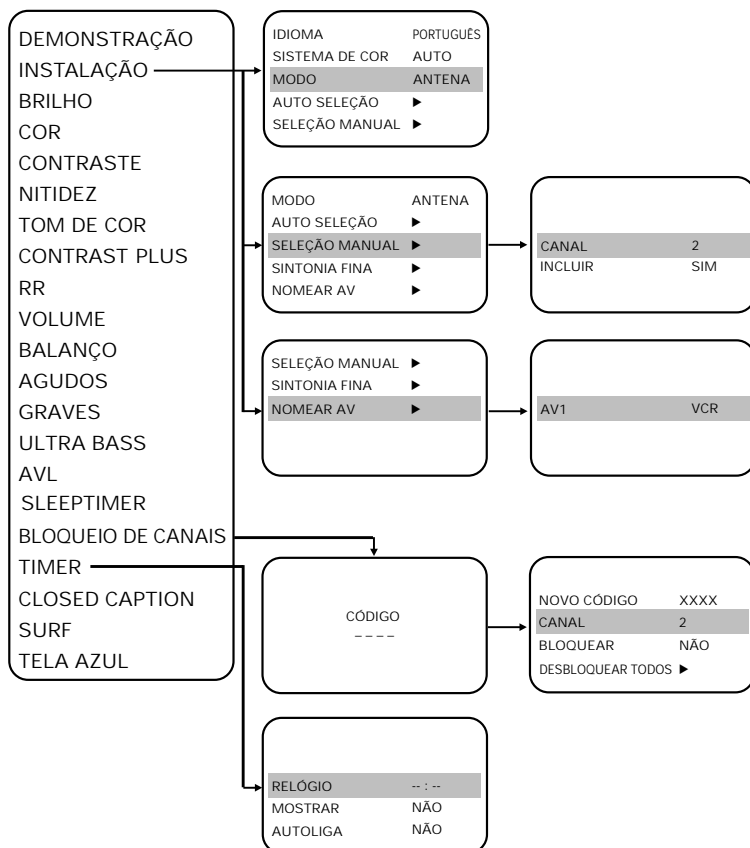 DEMONSTRAÇÃO
INSTALAÇÃO
BRILHO
COR
CONTRASTE
NITIDEZ
TOM DE COR
CONTRAST PLUS
RR
VOLUME
BALANÇO
AGUDOS
GRAVES
ULTRA BASS
AVL
SLEEPTIMER
BLOQUEIO DE CANAIS
TIMER
CLOSED CAPTION
SURF
TELA AZUL
IDIOMA PORTUGUÊS
SISTEMA DE COR AUTO
MODO ANTENA
AUTO SELEÇÃO ▶
SELEÇÃO MANUAL ▶
MODO ANTENA
AUTO SELEÇÃO ▶
SELEÇÃO MANUAL ▶
SINTONIA FINA ▶
NOMEAR AV ▶
CANAL 2
INCLUIR SIM
SELEÇÃO MANUAL ▶
SINTONIA FINA ▶
NOMEAR AV ▶
AV1 VCR
CÓDIGO
_ _ _ _
NOVO CÓDIGO XXXX
CANAL 2
BLOQUEAR NÃO
DESBLOQUEAR TODOS ▶
RELÓGIO -- : --
MOSTRAR NÃO
AUTOLIGA NÃO